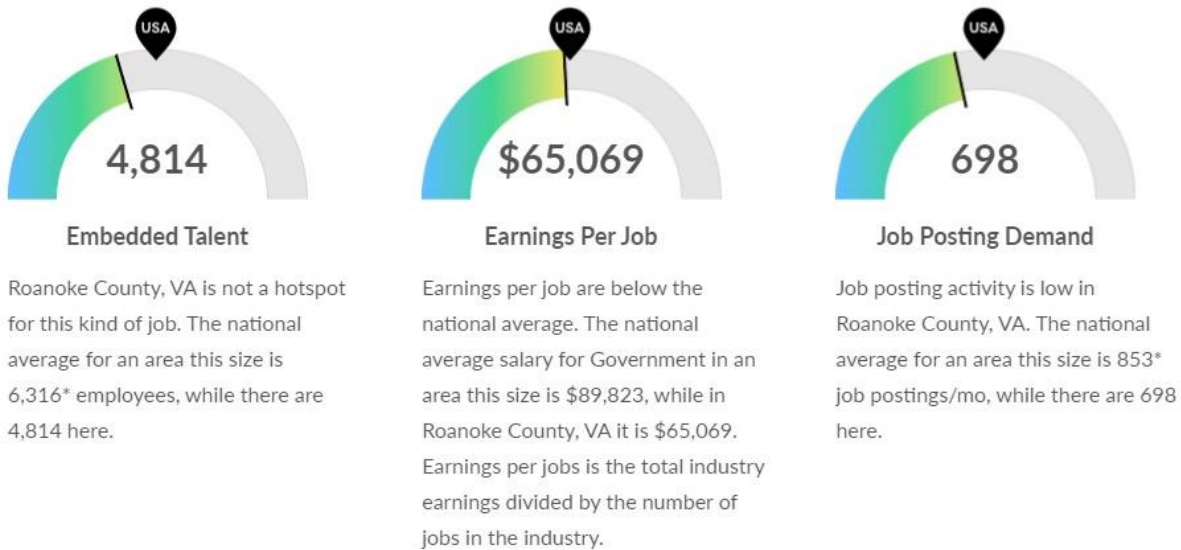 USA
4,814
Embedded Talent
Roanoke County, VA is not a hotspot
for this kind of job. The national
average for an area this size is
6,316* employees, while there are
4,814 here.
USA
$65,069
Earnings Per Job
Earnings per job are below the
national average. The national
average salary for Government in an
area this size is $89,823, while in
Roanoke County, VA it is $65,069.
Earnings per jobs is the total industry
earnings divided by the number of
jobs in the industry.
USA
698
Job Posting Demand
Job posting activity is low in
Roanoke County, VA. The national
average for an area this size is 853*
job postings/mo, while there are 698
here.